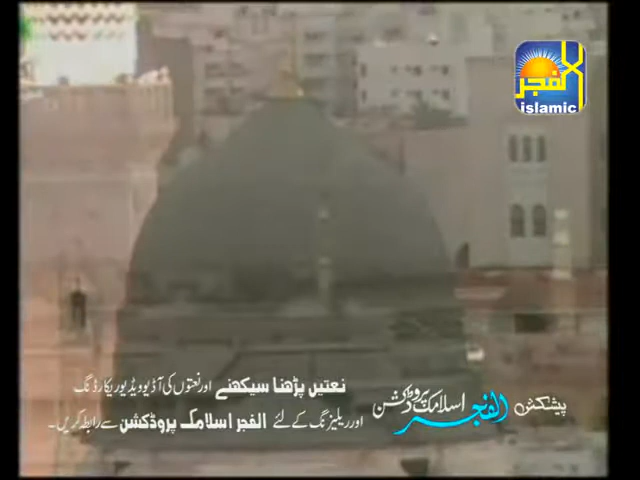 الفجر
islamic
نعتیں پڑھنا سیکھنے اور نعتوں کی آڈیو ویڈیو ریکارڈنگ
اور ریلیزنگ کے لئے الفجر اسلامک پروڈکشن سے رابطہ کریں۔
پیشکش الفجر اسلامک پروڈکشن